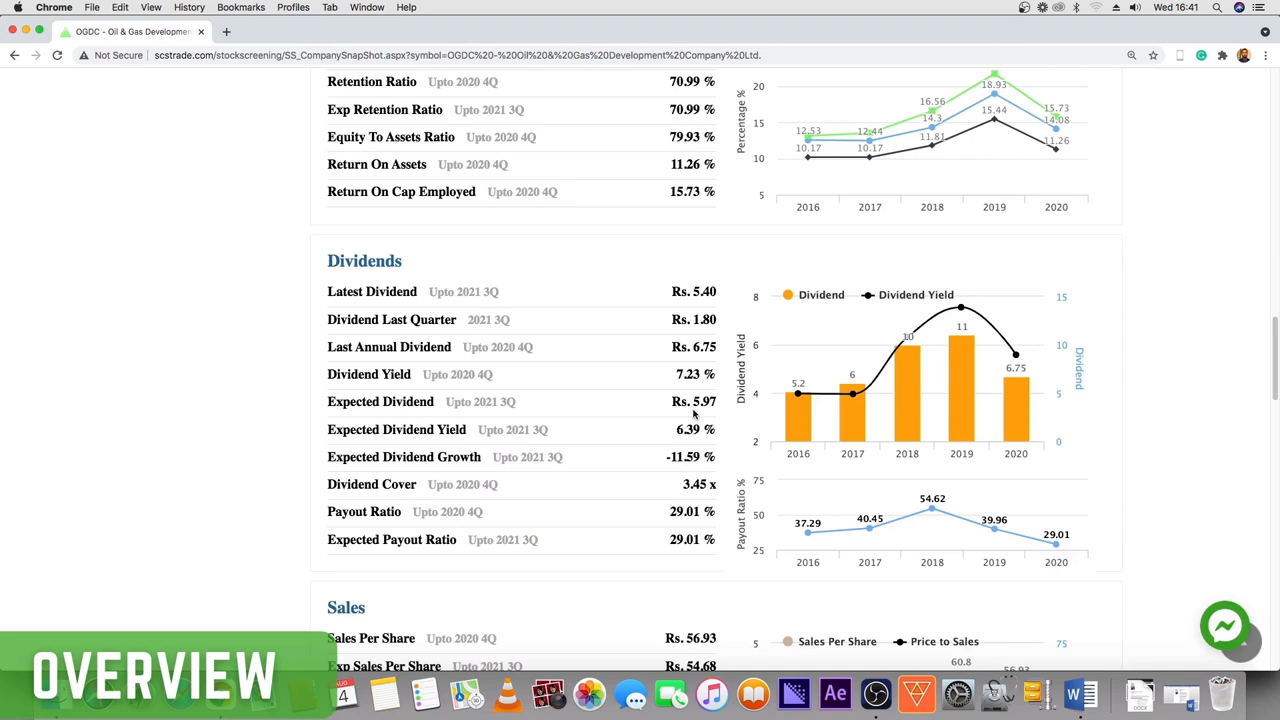 Chrome File Edit View History Bookmarks Profiles Tab Window Help Wed 16:41
OGDC - Oil & Gas Developmen
Not Secure scstrade.com/stockscreening/SS_CompanySnapShot.aspx?symbol=OGDC%20-%20Oil%20&%20Gas%20Development%20Company%20Ltd.
Retention Ratio Upto 2020 4Q 70.99 %
Exp Retention Ratio Upto 2021 3Q 70.99 %
Equity To Assets Ratio Upto 2020 4Q 79.93 %
Return On Assets Upto 2020 4Q 11.26 %
Return On Cap Employed Upto 2020 4Q 15.73 %
Percentage %
20
15
10
5
12.53 12.44 16.56 18.93 15.73
14.3 14.08
10.17 10.17 11.81 15.44 11.26
2016 2017 2018 2019 2020
Dividends
Latest Dividend Upto 2021 3Q Rs. 5.40
Dividend Last Quarter 2021 3Q Rs. 1.80
Last Annual Dividend Upto 2020 4Q Rs. 6.75
Dividend Yield Upto 2020 4Q 7.23 %
Expected Dividend Upto 2021 3Q Rs. 5.97
Expected Dividend Yield Upto 2021 3Q 6.39 %
Expected Dividend Growth Upto 2021 3Q -11.59 %
Dividend Cover Upto 2020 4Q 3.45 x
Payout Ratio Upto 2020 4Q 29.01 %
Expected Payout Ratio Upto 2021 3Q 29.01 %
Dividend Dividend Yield
Dividend Yield
8
6
4
2
5.2 6 10 11 6.75
15
10
5
0
Dividend
2016 2017 2018 2019 2020
Payout Ratio %
75
50
25
37.29 40.45 54.62 39.96 29.01
2016 2017 2018 2019 2020
Sales
Sales Per Share Upto 2020 4Q Rs. 56.93
Exp Sales Per Share Upto 2021 3Q Rs. 54.68
Sales Per Share Price to Sales
5 75
60.8 56.93
OVERVIEW
AUG
4
Ae
W
DOCX